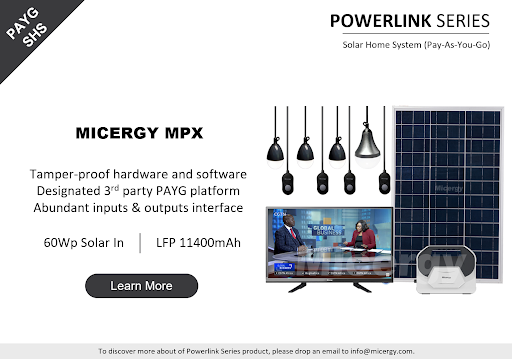 PAYG
SHS
POWERLINK SERIES
Solar Home System (Pay-As-You-Go)
MICERGY MPX
Tamper-proof hardware and software
Designated 3rd party PAYG platform
Abundant inputs & outputs interface
60Wp Solar In
LFP 11400mAh
Learn More
Micergy
GLOBAL
BUSINESS
Micergy
To discover more about of Powerlink Series product, please drop an email to info@micergy.com.